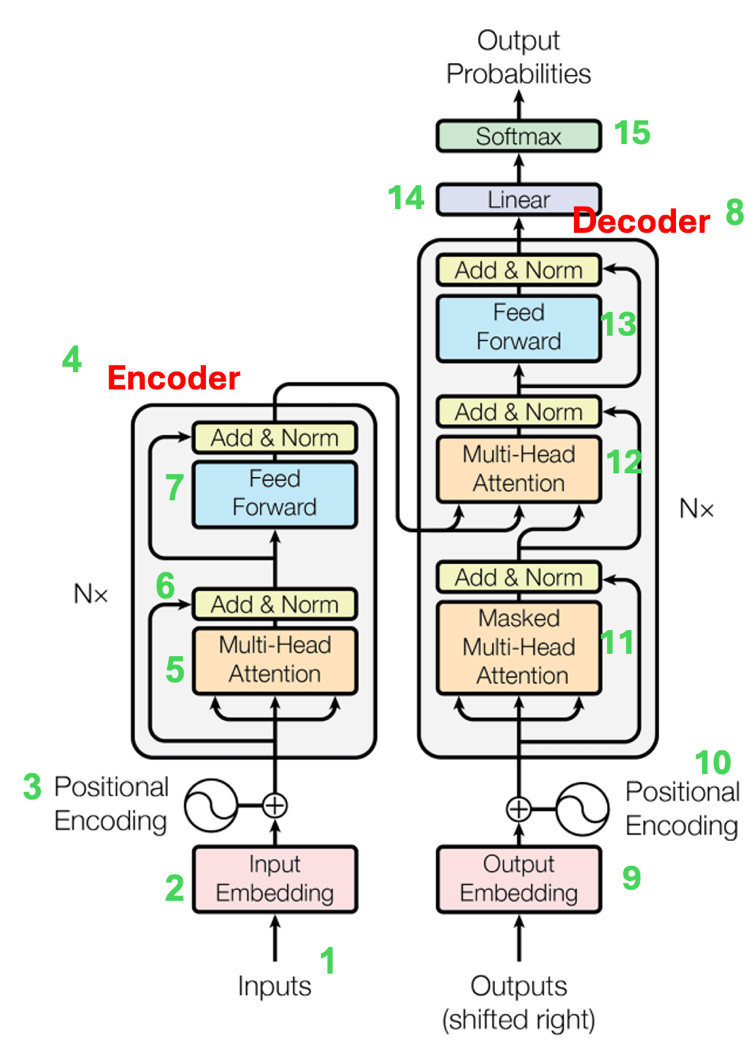 Output
Probabilities
Softmax
15
14
Linear
Decoder
8
Add & Norm
Feed
Forward
13
Add & Norm
Multi-Head
Attention
12
N×
Add & Norm
Masked
Multi-Head
Attention
11
10
Positional
Encoding
Output
Embedding
9
Outputs
(shifted right)
4
Encoder
Add & Norm
7
Feed
Forward
N×
6
Add & Norm
5
Multi-Head
Attention
3
Positional
Encoding
2
Input
Embedding
1
Inputs